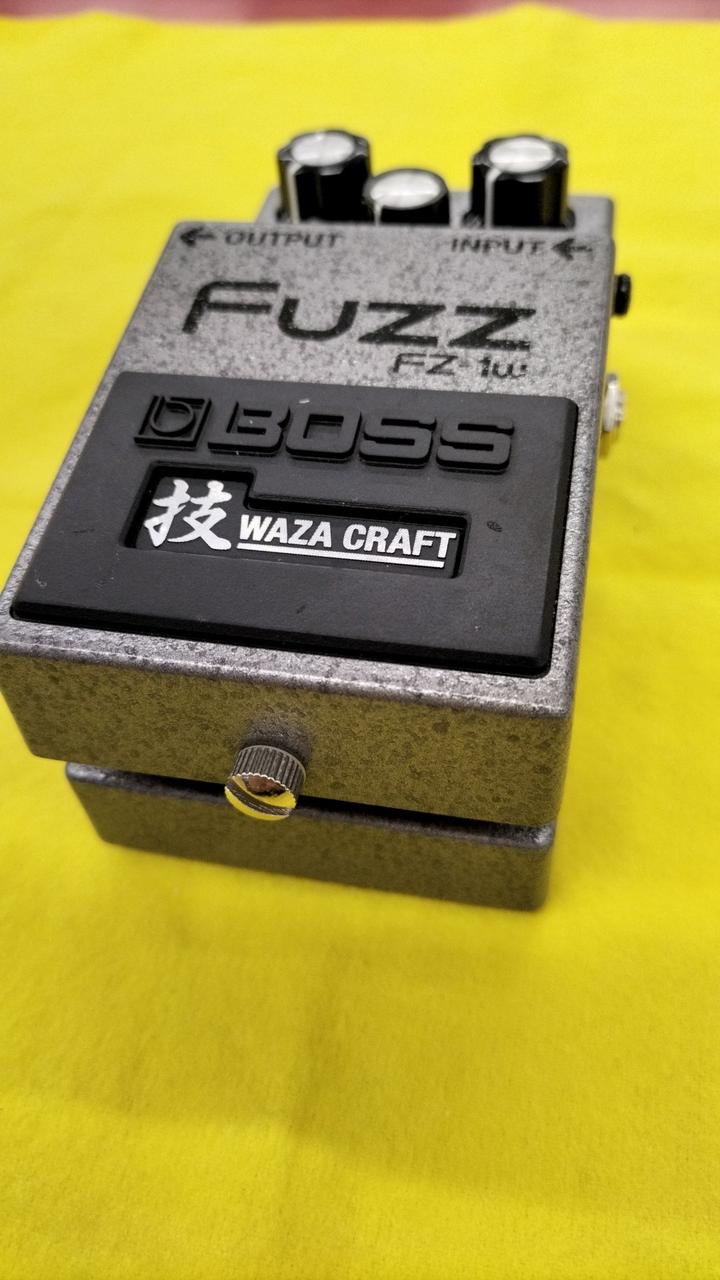 ← OUTPUT INPUT ←
Fuzz
FZ-1w
BOSS
技 WAZA CRAFT